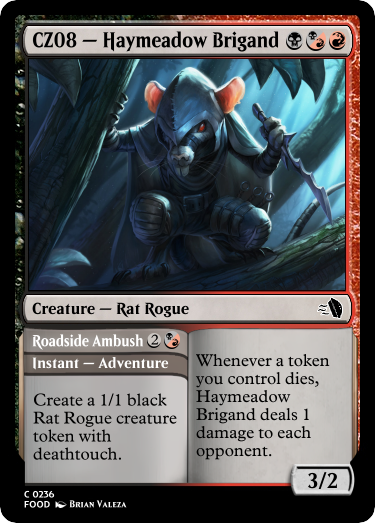 CZ08 — Haymeadow Brigand
Creature — Rat Rogue
Roadside Ambush 2
Instant — Adventure
Create a 1/1 black
Rat Rogue creature
token with
deathtouch.
Whenever a token
you control dies,
Haymeadow
Brigand deals 1
damage to each
opponent.
3/2
C 0236
FOOD Brian Valeza